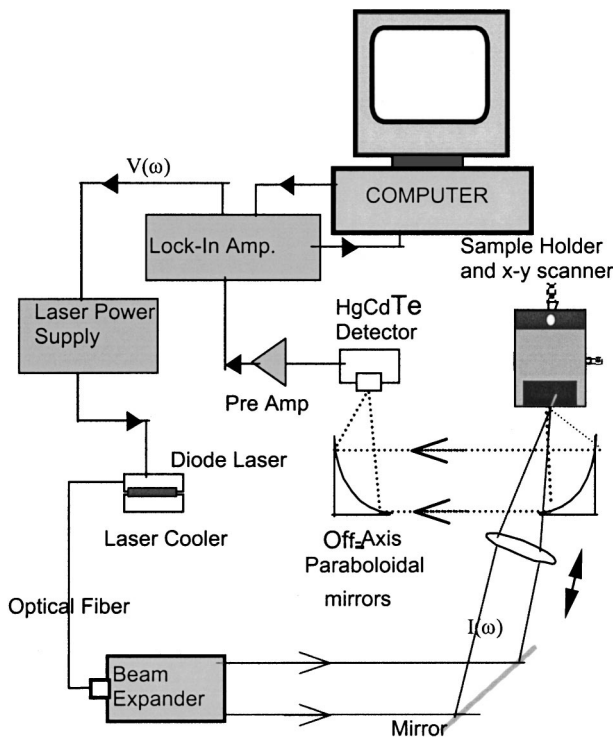 V(ω)
COMPUTER
Lock-In Amp.
Sample Holder
and x-y scanner
Laser Power
Supply
HgCdTe
Detector
Pre Amp
Diode Laser
Laser Cooler
Off-Axis
Paraboloidal
mirrors
Optical Fiber
I(ω)
Beam
Expander
Mirror